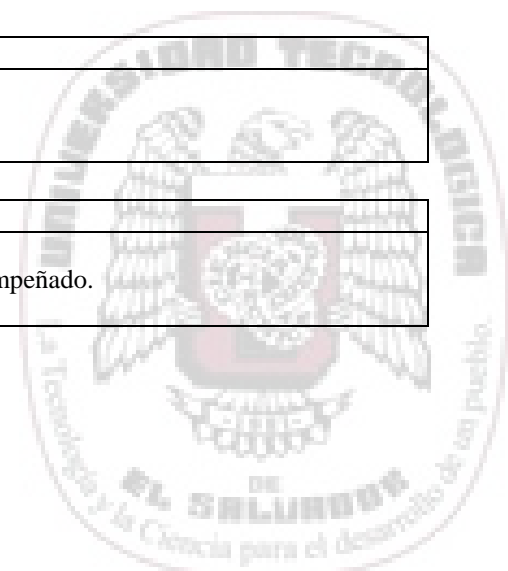 UNIVERSIDAD TECNOLOGICA
mpeñado.
La Tecnología y la Ciencia para el desarrollo de un pueblo.
DE
EL SALVADOR